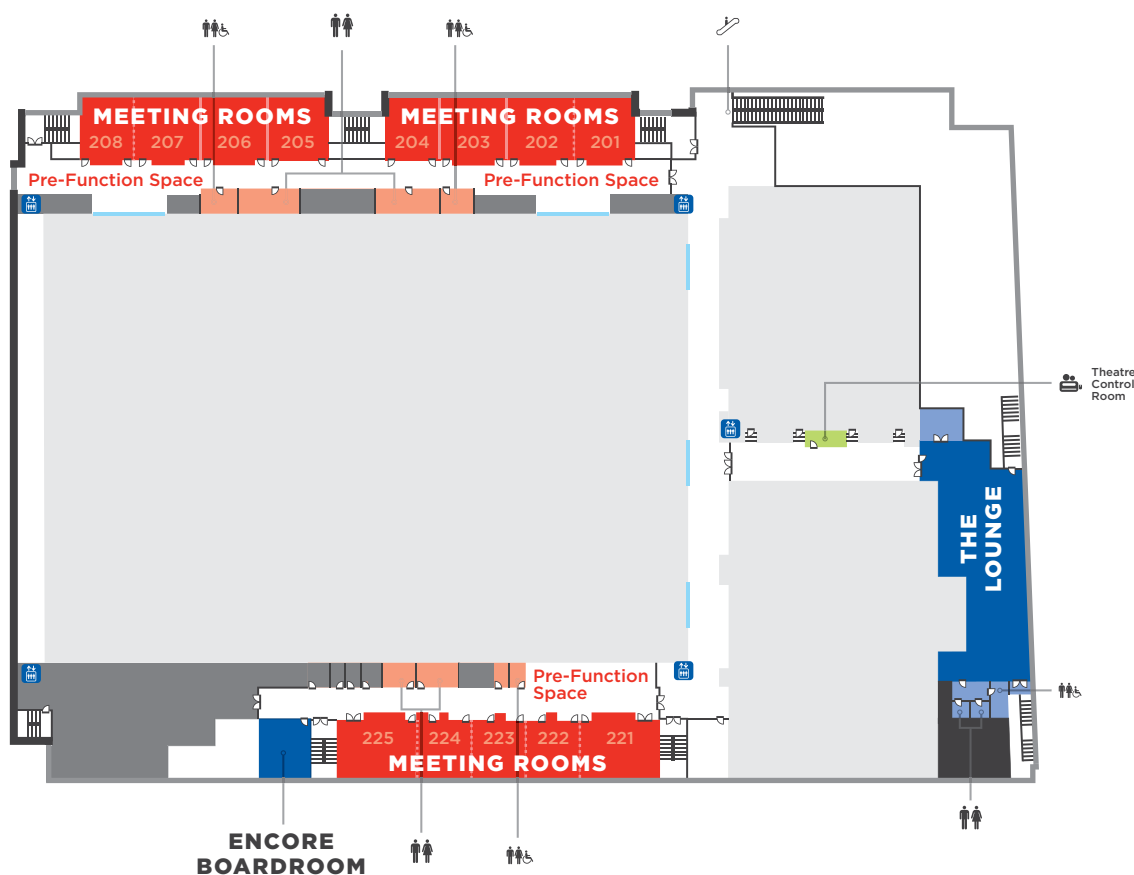 MEETING ROOMS
208 207 206 205
MEETING ROOMS
204 203 202 201
Pre-Function Space
Pre-Function Space
Theatre
Control
Room
THE
LOUNGE
Pre-Function
Space
225 224 223 222 221
MEETING ROOMS
ENCORE
BOARDROOM